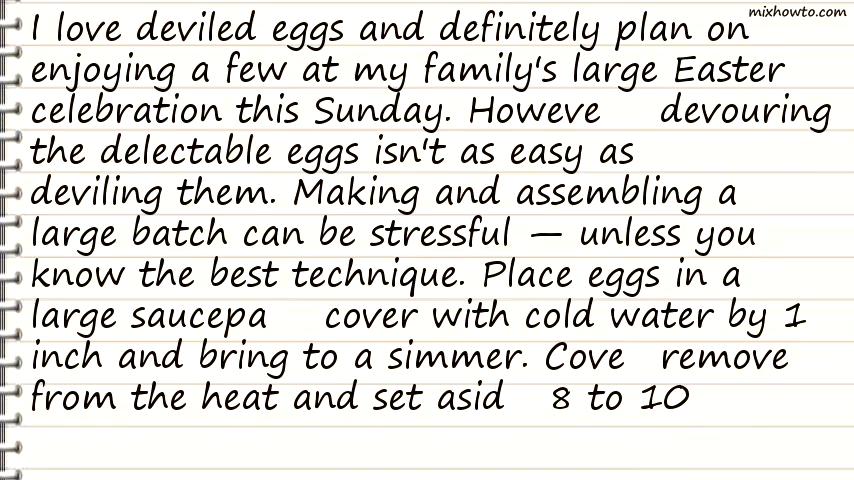 mixhowto.com
I love deviled eggs and definitely plan on
enjoying a few at my family's large Easter
celebration this Sunday. Howeve devouring
the delectable eggs isn't as easy as
deviling them. Making and assembling a
large batch can be stressful — unless you
know the best technique. Place eggs in a
large saucepa cover with cold water by 1
inch and bring to a simmer. Cove remove
from the heat and set asid 8 to 10